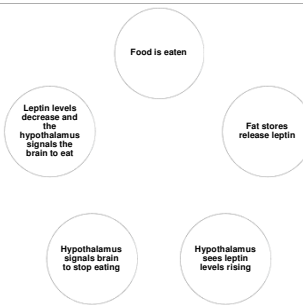 Food is eaten
Fat stores
release leptin
Hypothalamus
sees leptin
levels rising
Hypothalamus
signals brain
to stop eating
Leptin levels
decrease and
the
hypothalamus
signals the
brain to eat